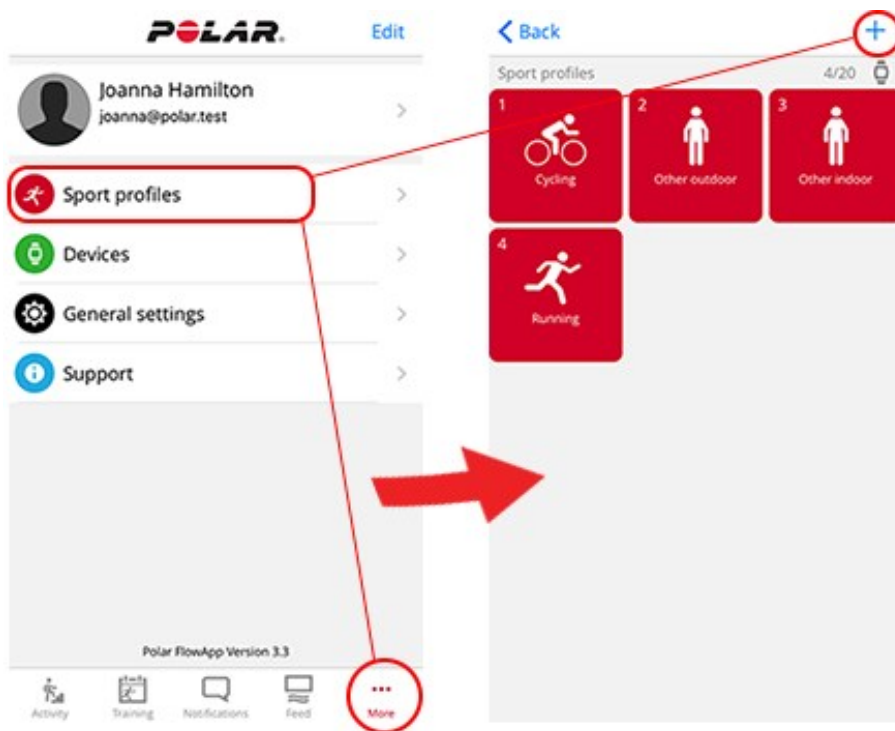 POLAR.
Edit
Joanna Hamilton
joanna@polar.test
Sport profiles
Devices
General settings
Support
Polar FlowApp Version 3.3
Activity
Training
Notifications
Feed
More
Back
Sport profiles
4/20
1
Cycling
2
Other outdoor
3
Other indoor
4
Running